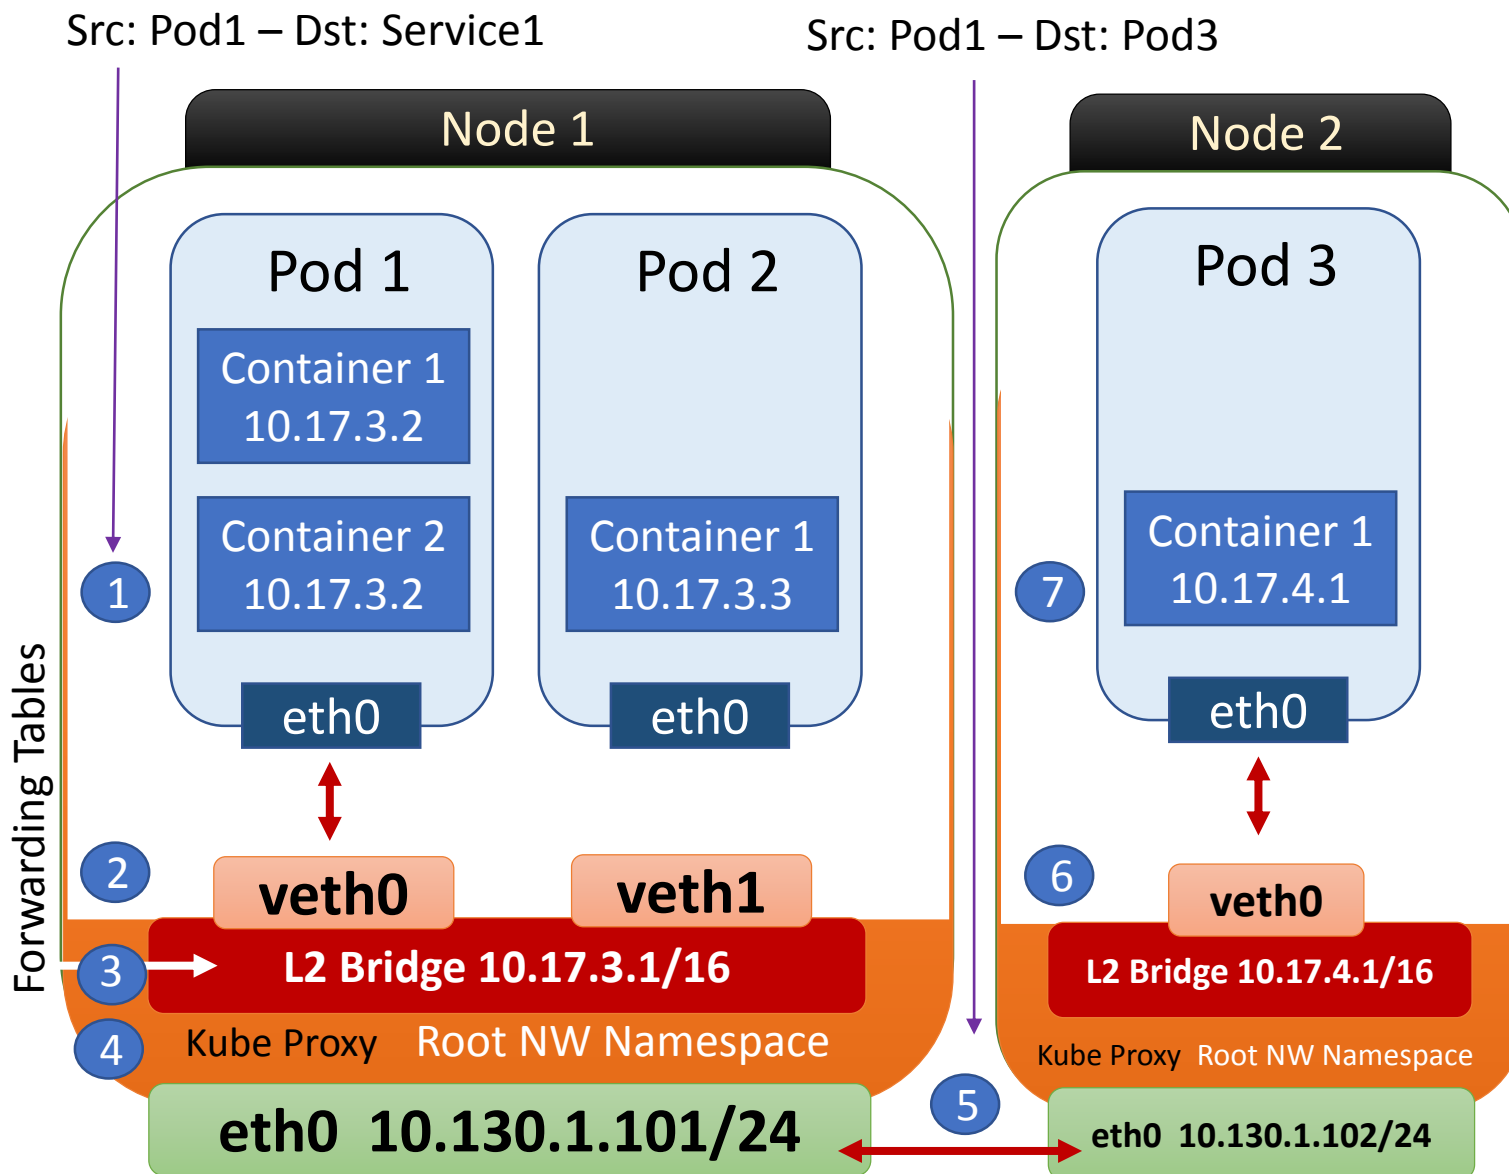 Src: Pod1 – Dst: Service1
Src: Pod1 – Dst: Pod3
Node 1
Pod 1
Container 1
10.17.3.2
Container 2
10.17.3.2
eth0
Pod 2
Container 1
10.17.3.3
eth0
1
2
3
4
Forwarding Tables
veth0
veth1
L2 Bridge 10.17.3.1/16
Kube Proxy
Root NW Namespace
eth0 10.130.1.101/24
5
Node 2
Pod 3
Container 1
10.17.4.1
eth0
7
6
veth0
L2 Bridge 10.17.4.1/16
Kube Proxy
Root NW Namespace
eth0 10.130.1.102/24